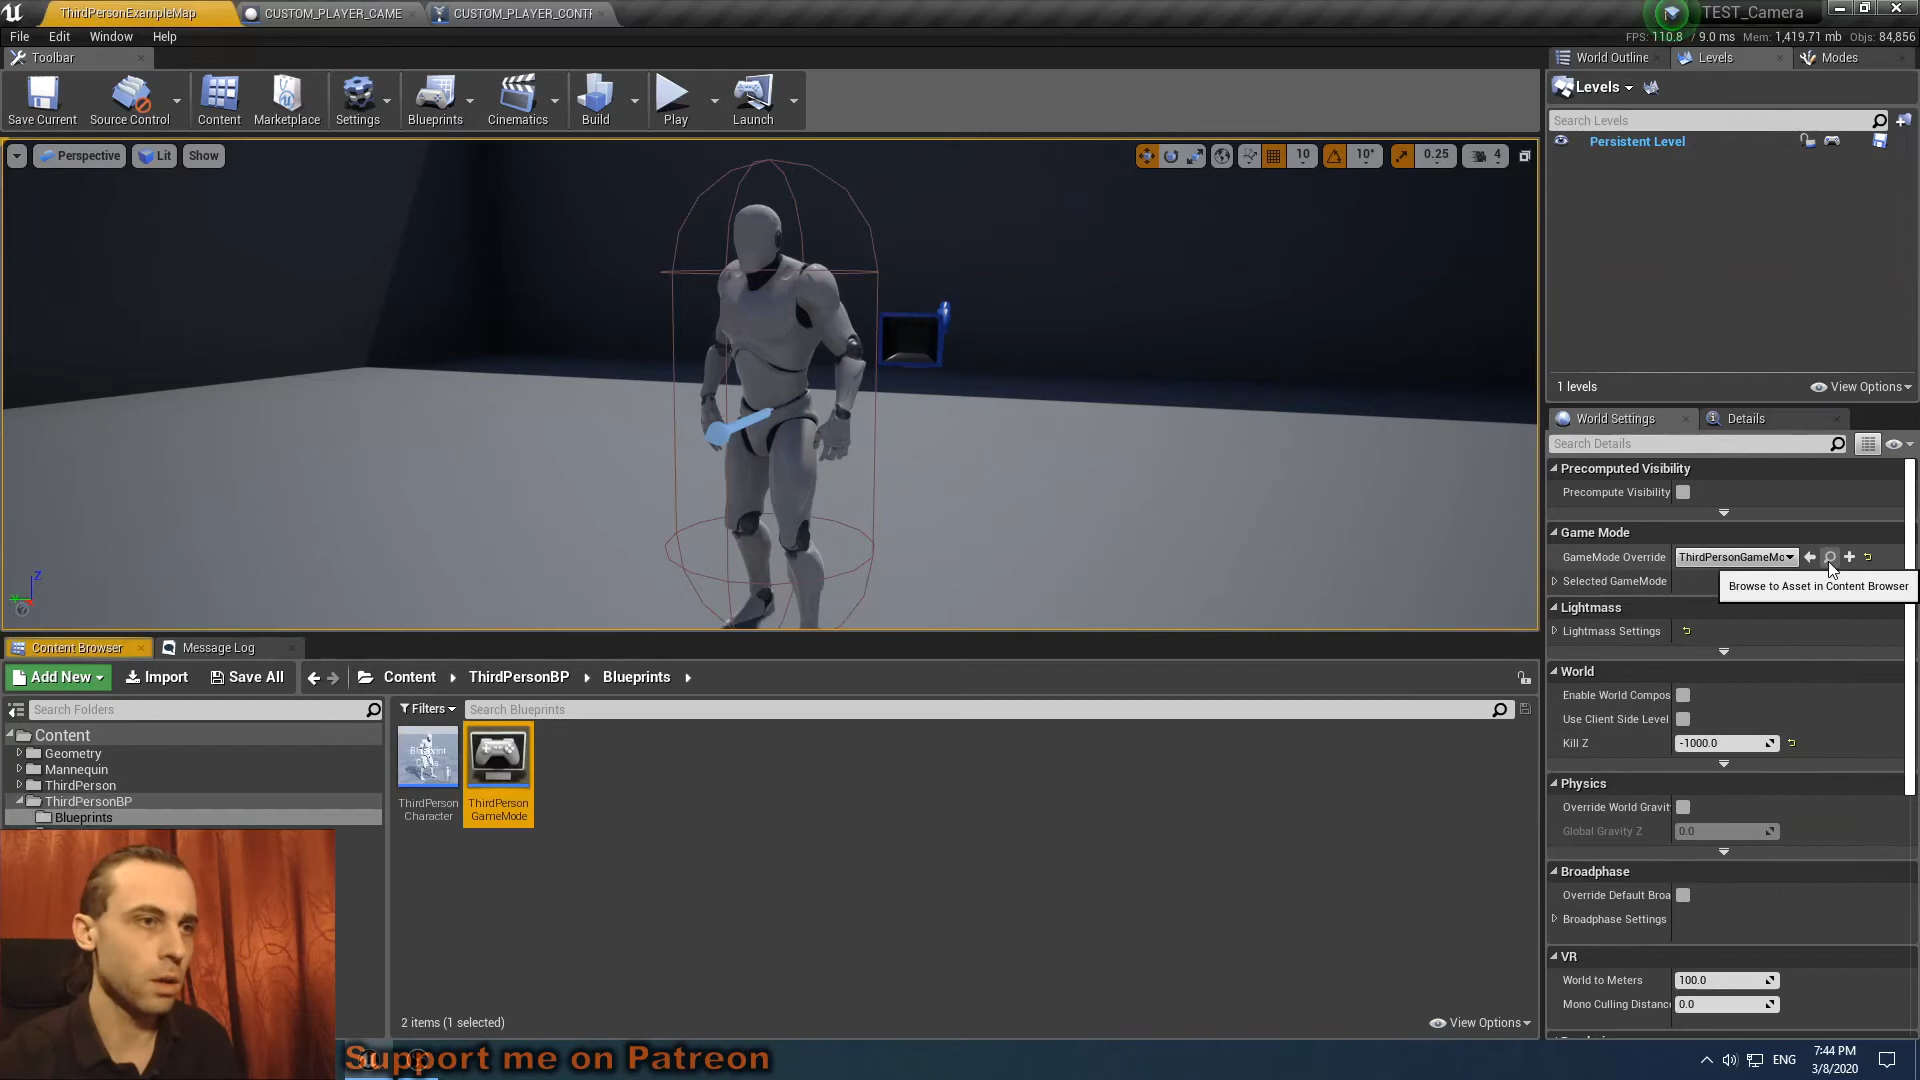 ThirdPersonExampleMap
CUSTOM_PLAYER_CAME
CUSTOM_PLAYER_CONTR
TEST_Camera
File Edit Window Help
FPS: 110.8 / 9.0 ms Mem: 1,419.71 mb Objs: 84,856
Toolbar
World Outline
Levels
Modes
Save Current
Source Control
Content
Marketplace
Settings
Blueprints
Cinematics
Build
Play
Launch
Levels
Search Levels
Persistent Level
Perspective
Lit
Show
10
10°
0.25
4
1 levels
View Options
World Settings
Details
Search Details
Precomputed Visibility
Precompute Visibility
Game Mode
GameMode Override ThirdPersonGameMo
Selected GameMode
Browse to Asset in Content Browser
Lightmass
Lightmass Settings
World
Enable World Compos
Use Client Side Level
Kill Z -1000.0
Physics
Override World Gravit
Global Gravity Z 0.0
Broadphase
Override Default Broa
Broadphase Settings
VR
World to Meters 100.0
Mono Culling Distanc 0.0
Z
Content Browser
Message Log
Add New Import Save All Content ThirdPersonBP Blueprints
Search Folders
Filters
Search Blueprints
Content
Geometry
Mannequin
ThirdPerson
ThirdPersonBP
Blueprints
Blueprint
Class
ThirdPerson
Character
ThirdPerson
GameMode
2 items (1 selected)
View Options
Support me on Patreon
ENG
7:44 PM
3/8/2020